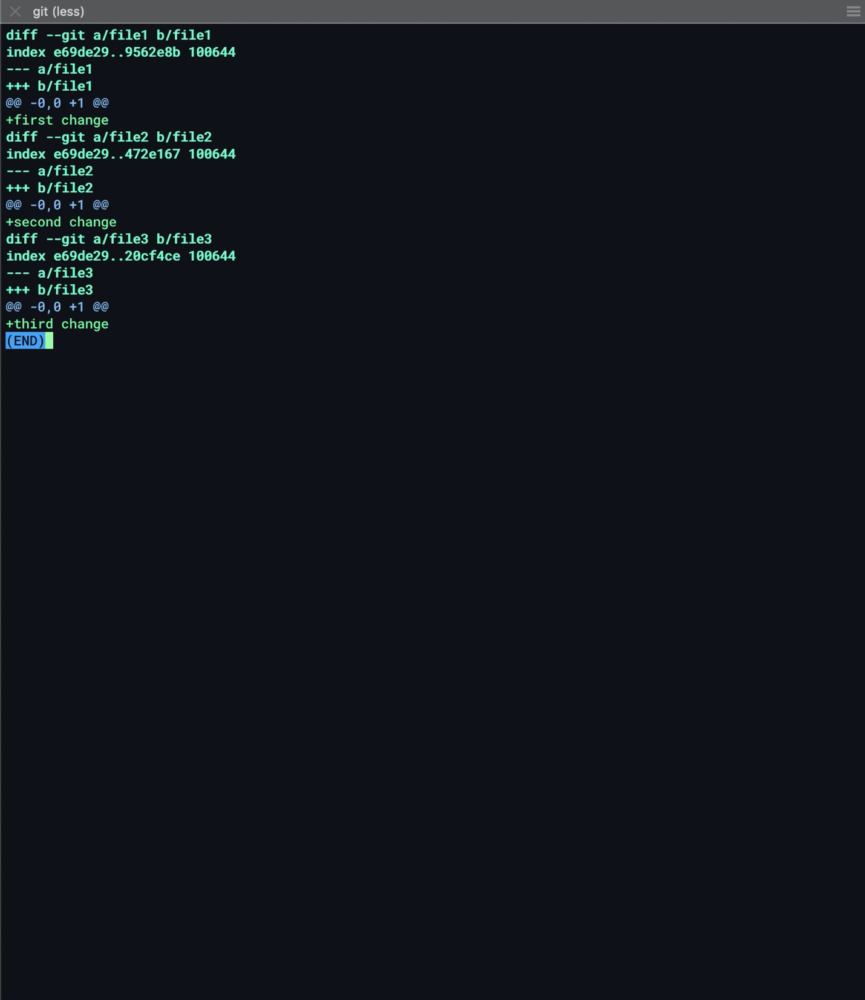 git (less)
diff --git a/file1 b/file1
index e69de29..9562e8b 100644
--- a/file1
+++ b/file1
@@ -0,0 +1 @@
+first change
diff --git a/file2 b/file2
index e69de29..472e167 100644
--- a/file2
+++ b/file2
@@ -0,0 +1 @@
+second change
diff --git a/file3 b/file3
index e69de29..20cf4ce 100644
--- a/file3
+++ b/file3
@@ -0,0 +1 @@
+third change
(END)